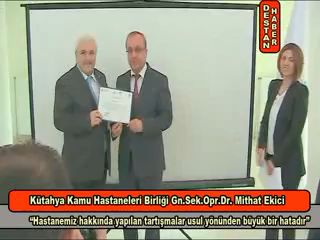 DESTAN
HABER
Kütahya Kamu Hastaneleri Birliği Gn.Sek.Opr.Dr. Mithat Ekici
“Hastanemiz hakkında yapılan tartışmalar,usul yönünden büyük bir hatadır”